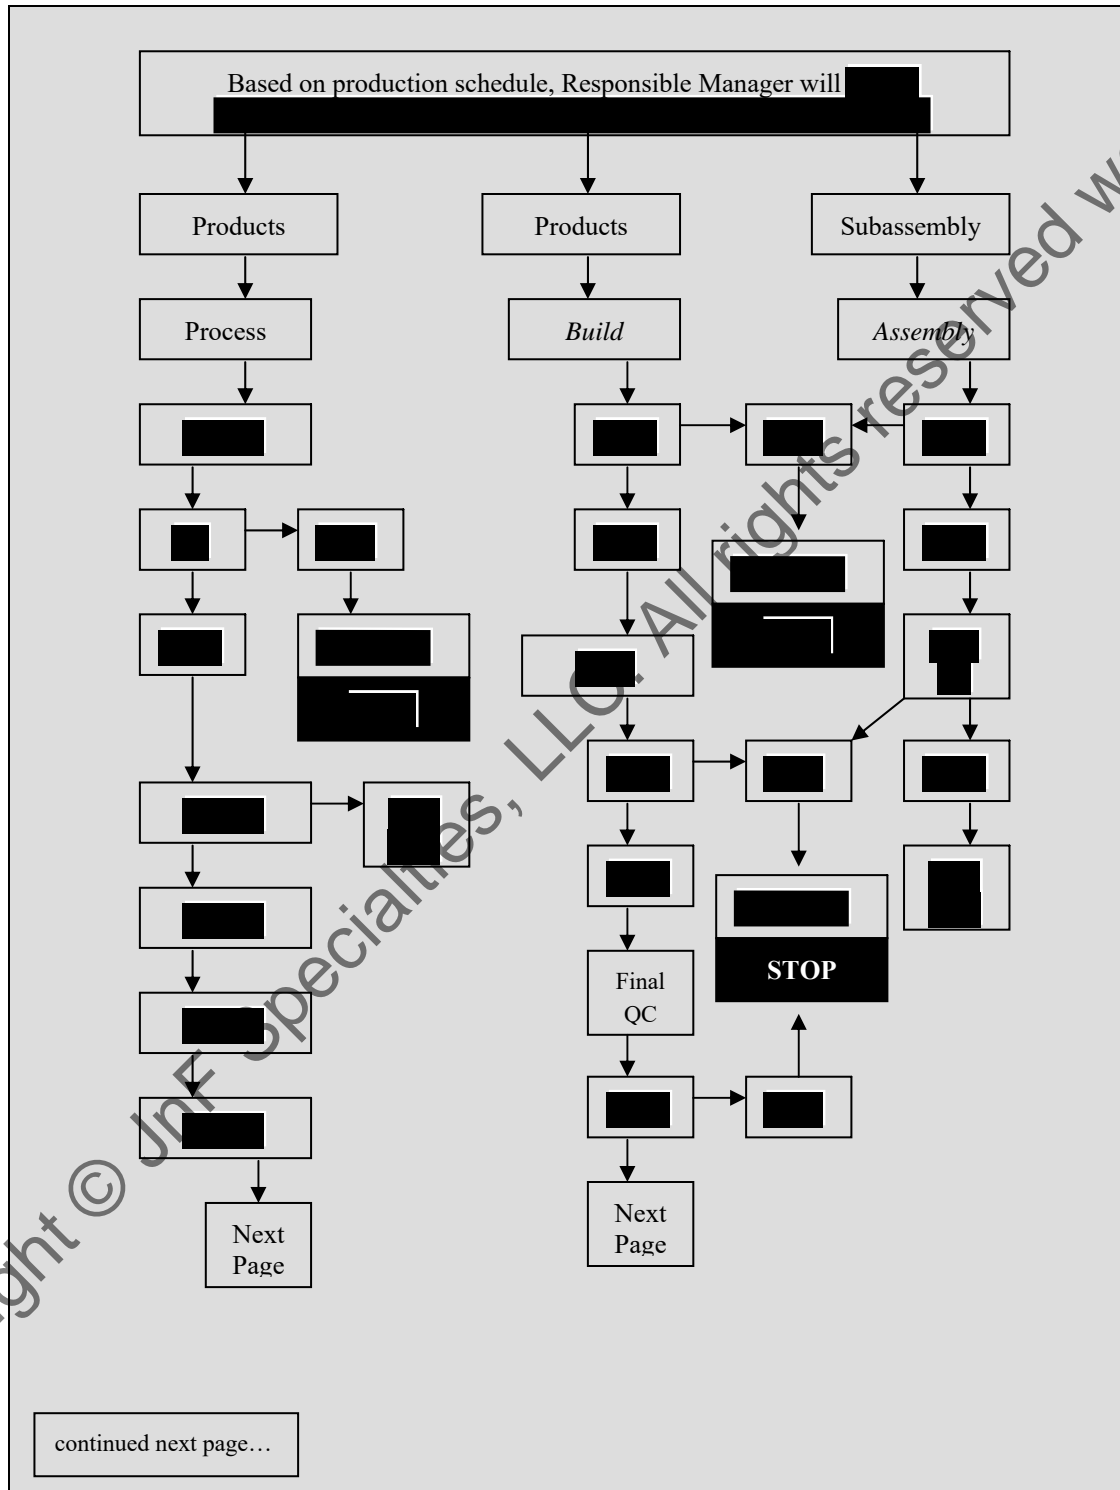 Based on production schedule, Responsible Manager will
Products
Products
Subassembly
Process
Build
Assembly
STOP
Final
QC
Next
Page
Next
Page
continued next page…
ght © JnF Specialties, LLC. All rights reserved w